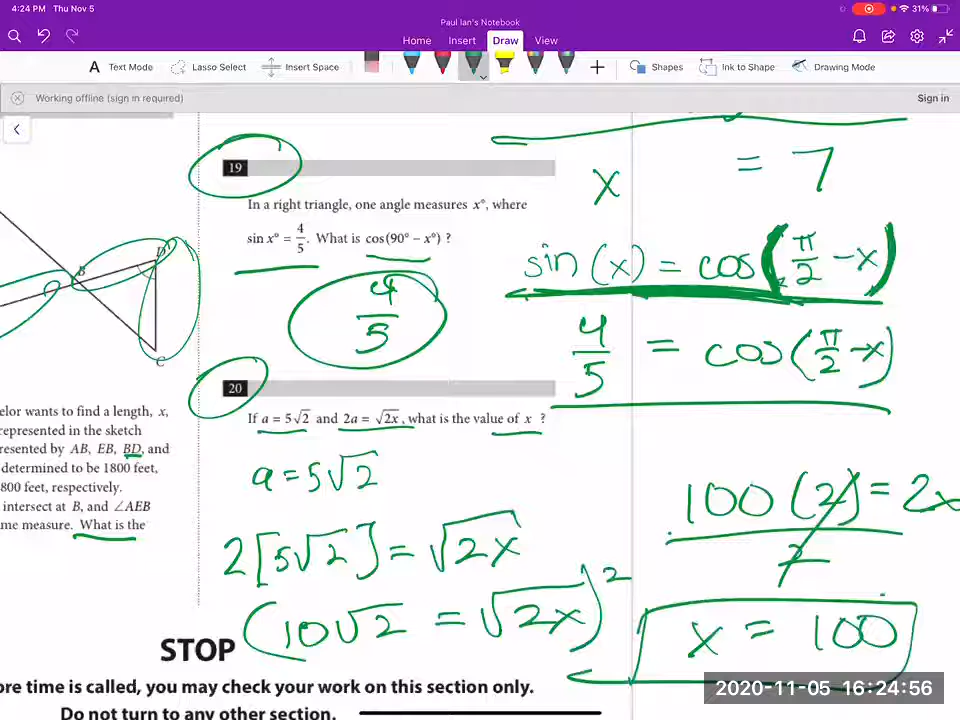 4:24 PM Thu Nov 5
31%
Paul Ian's Notebook
Home Insert Draw View
A Text Mode Lasso Select Insert Space Shapes Ink to Shape Drawing Mode
Working offline (sign in required) Sign in
19
In a right triangle, one angle measures x°, where
sin x° = 4/5. What is cos(90° − x°) ?
4/5
20
If a = 5√2 and 2a = √2x, what is the value of x ?
a = 5√2
2[5√2] = √2x
(10√2 = √2x)²
x = 7
sin(x) = cos(π/2 − x)
4/5 = cos(π/2 − x)
100(2) = 2x
2
x = 100
B
D
C
elor wants to find a length, x,
represented in the sketch
resented by AB, EB, BD, and
determined to be 1800 feet,
800 feet, respectively.
intersect at B, and ∠AEB
me measure. What is the
STOP
ore time is called, you may check your work on this section only.
Do not turn to any other section.
2020-11-05 16:24:56